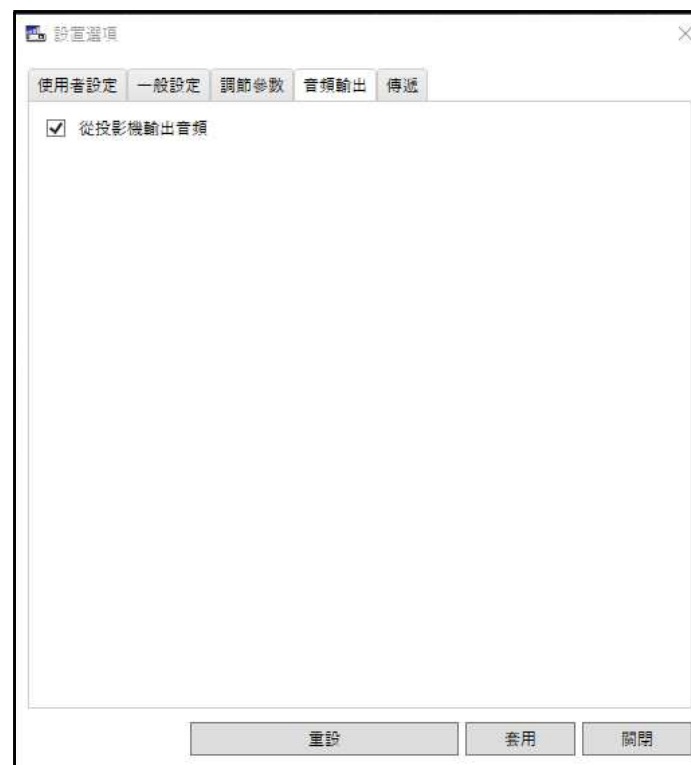 設置選項
使用者設定 一般設定 調節參數 音頻輸出 傳遞
從投影機輸出音頻
重設 套用 關閉